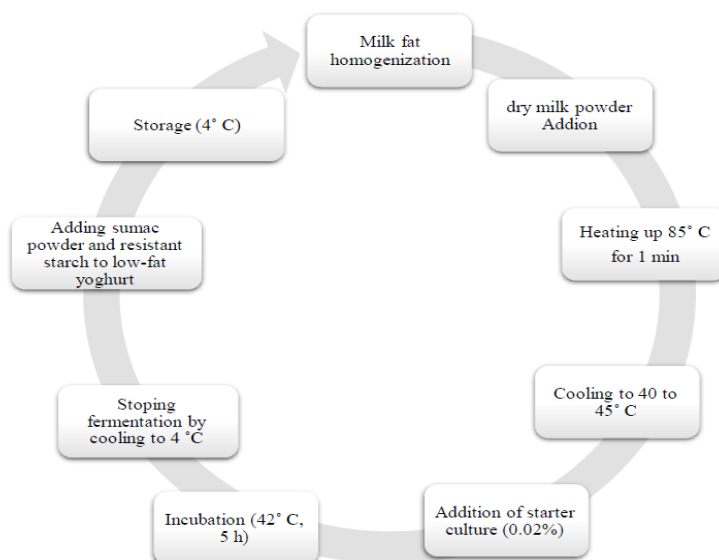 Milk fat
homogenization
dry milk powder
Addion
Heating up 85˚ C
for 1 min
Cooling to 40 to
45˚ C
Addition of starter
culture (0.02%)
Incubation (42˚ C,
5 h)
Stoping
fermentation by
cooling to 4 ˚C
Adding sumac
powder and resistant
starch to low-fat
yoghurt
Storage (4˚ C)